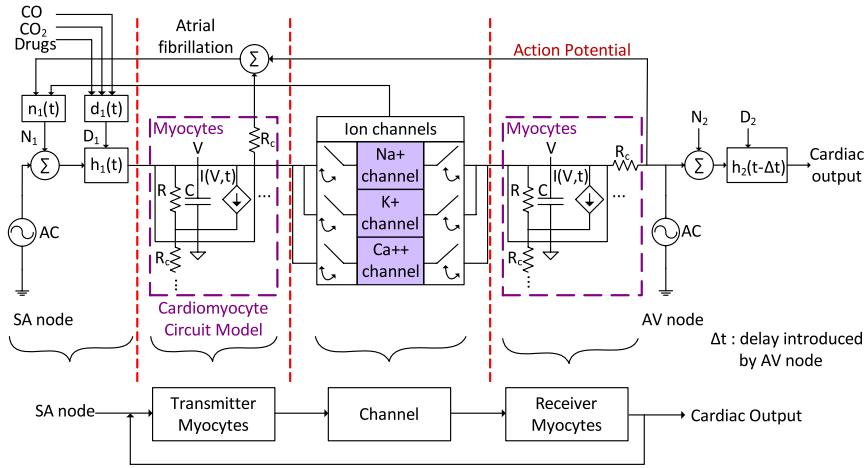 CO
CO2
Drugs
Atrial
fibrillation
Σ
Action Potential
n1(t)
d1(t)
N1
D1
Σ
h1(t)
AC
SA node
Myocytes
V
Rc
I(V,t)
R
C
...
Rc
...
Cardiomyocyte
Circuit Model
Ion channels
Na+
channel
K+
channel
Ca++
channel
Myocytes
V
Rc
I(V,t)
R
C
...
Rc
...
N2
D2
Σ
h2(t-Δt)
Cardiac
output
AC
AV node
Δt : delay introduced
by AV node
SA node
Transmitter
Myocytes
Channel
Receiver
Myocytes
Cardiac Output